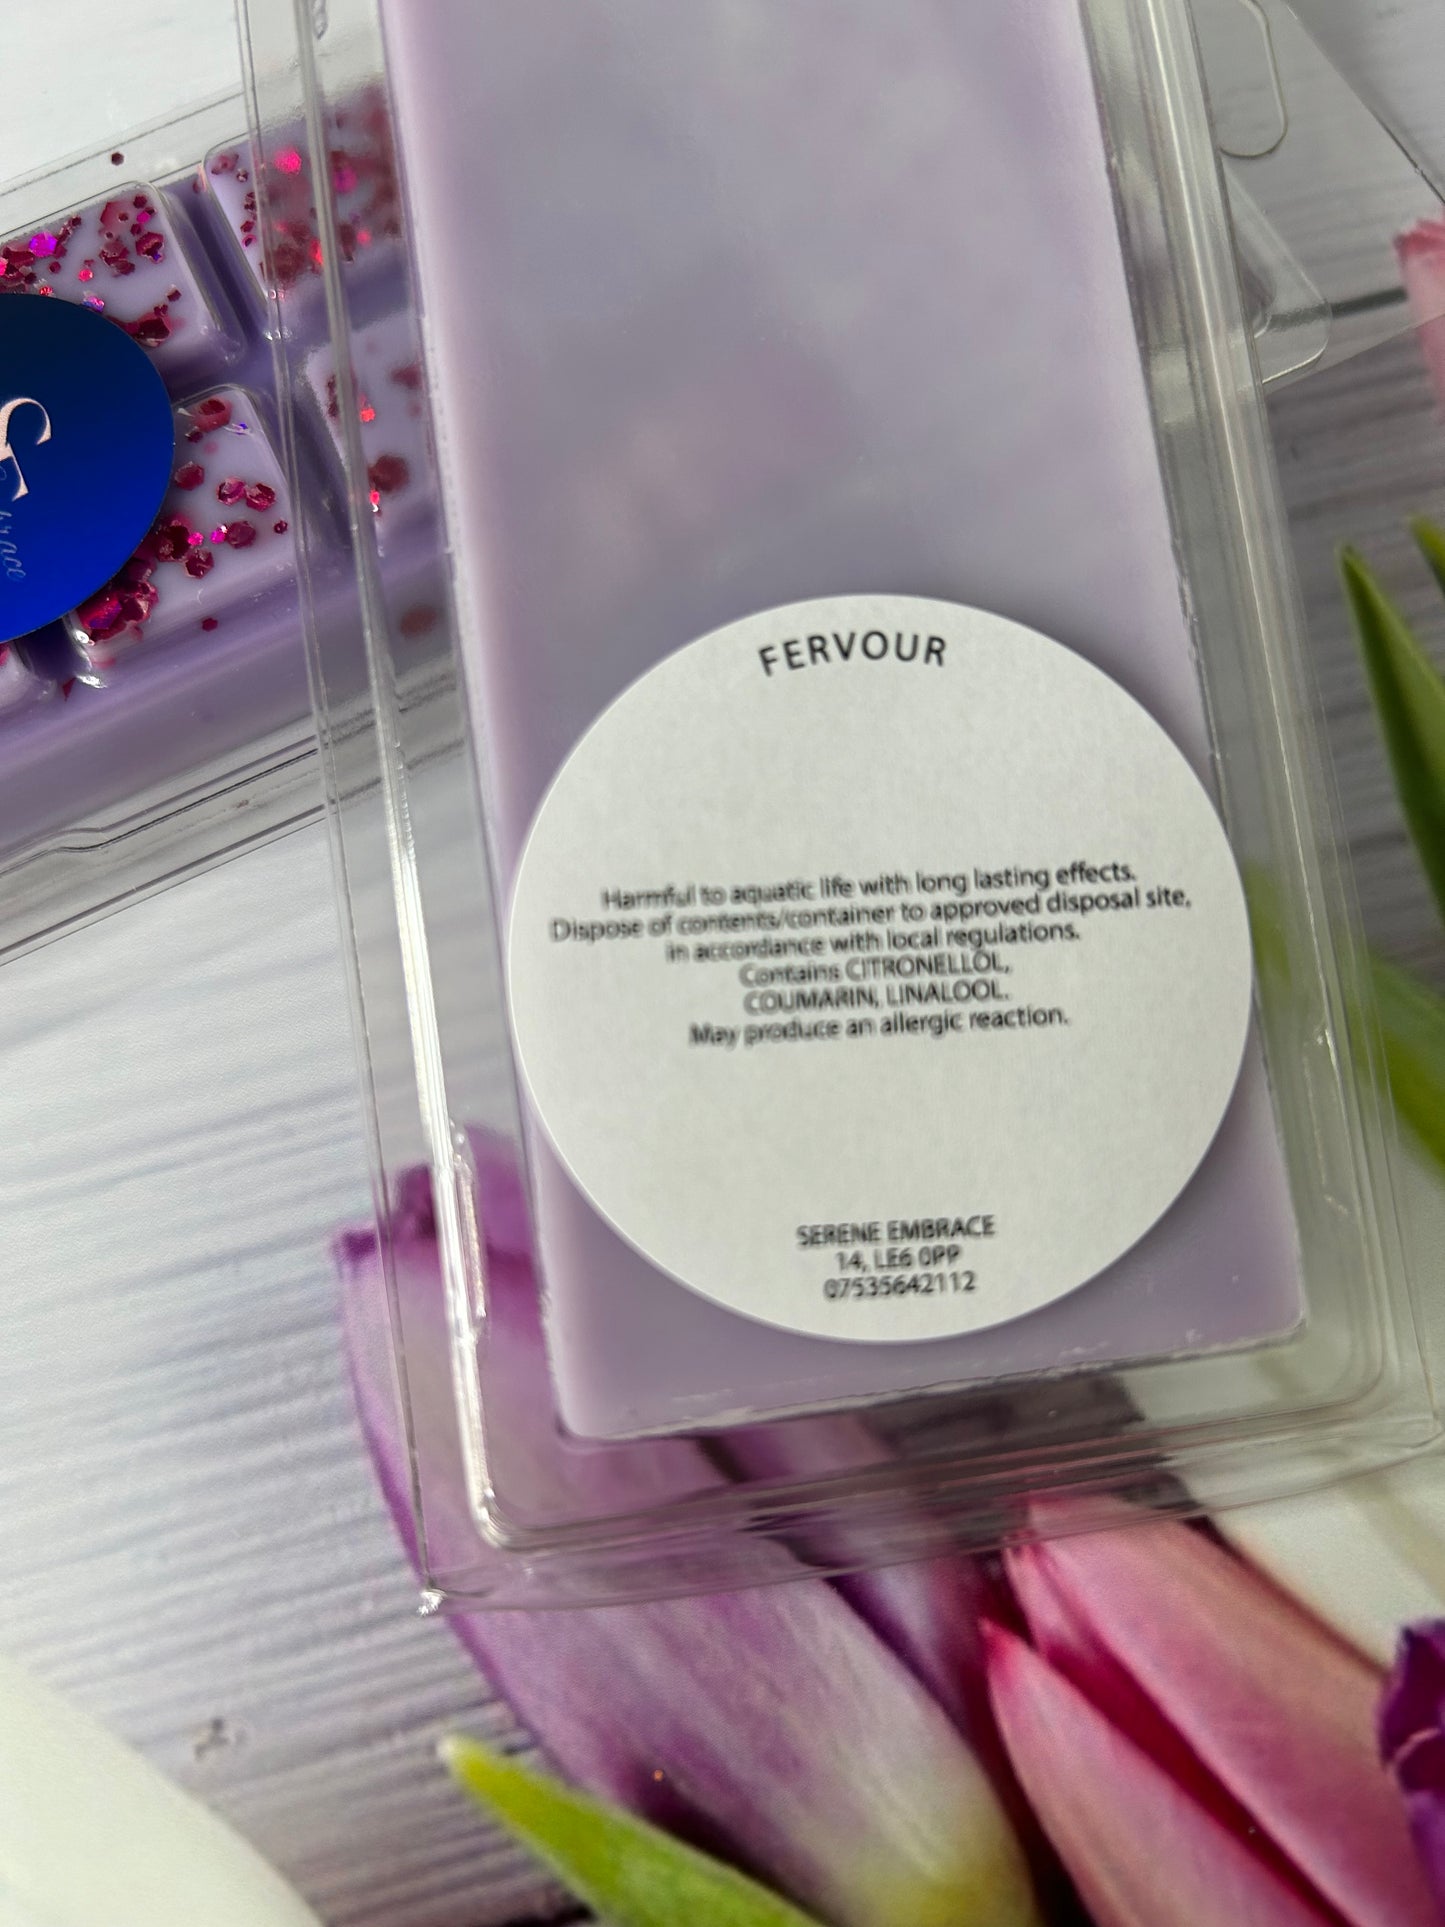 FERVOUR
Harmful to aquatic life with long lasting effects.
Dispose of contents/container to approved disposal site,
in accordance with local regulations.
Contains CITRONELLOL,
COUMARIN, LINALOOL.
May produce an allergic reaction.
SERENE EMBRACE
14, LE6 0PP
07535642112